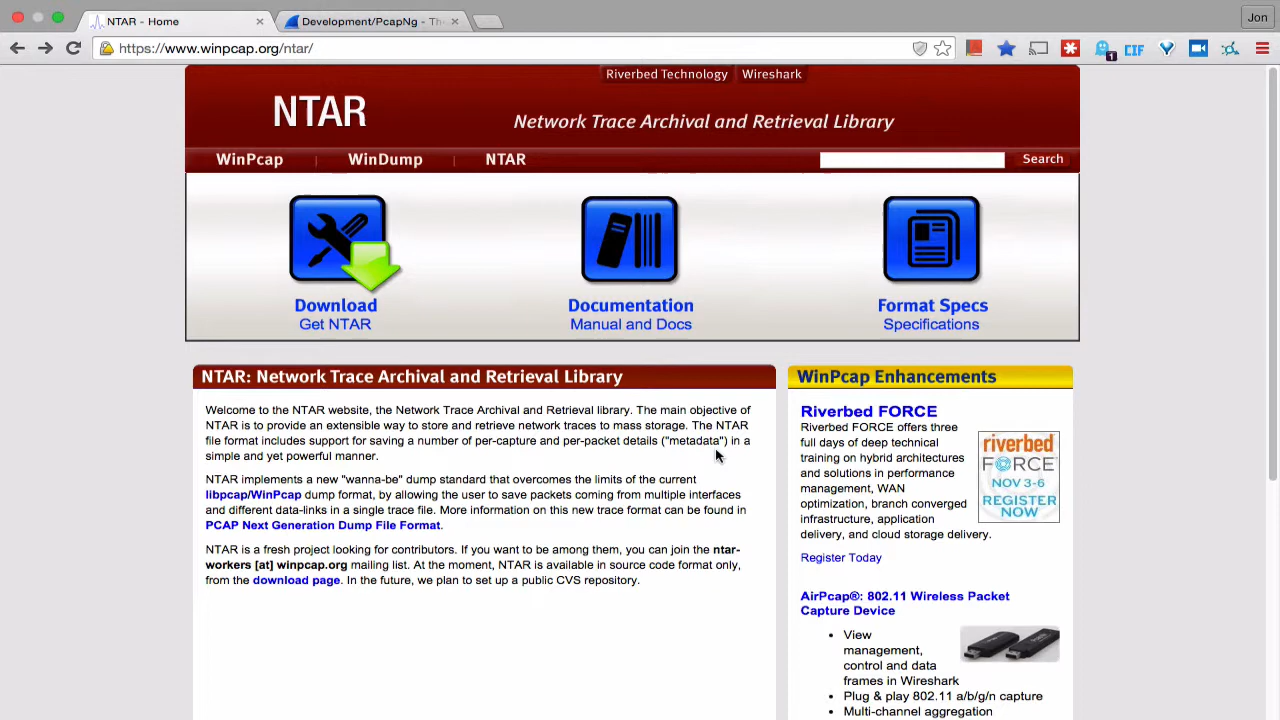 NTAR - Home
Development/PcapNg - The
Jon
https://www.winpcap.org/ntar/
CIF
1
Riverbed Technology
Wireshark
NTAR
Network Trace Archival and Retrieval Library
WinPcap | WinDump | NTAR
Search
Download
Get NTAR
Documentation
Manual and Docs
Format Specs
Specifications
NTAR: Network Trace Archival and Retrieval Library
Welcome to the NTAR website, the Network Trace Archival and Retrieval library. The main objective of
NTAR is to provide an extensible way to store and retrieve network traces to mass storage. The NTAR
file format includes support for saving a number of per-capture and per-packet details ("metadata") in a
simple and yet powerful manner.
NTAR implements a new "wanna-be" dump standard that overcomes the limits of the current
libpcap/WinPcap dump format, by allowing the user to save packets coming from multiple interfaces
and different data-links in a single trace file. More information on this new trace format can be found in
PCAP Next Generation Dump File Format.
NTAR is a fresh project looking for contributors. If you want to be among them, you can join the ntar-
workers [at] winpcap.org mailing list. At the moment, NTAR is available in source code format only,
from the download page. In the future, we plan to set up a public CVS repository.
WinPcap Enhancements
Riverbed FORCE
Riverbed FORCE offers three
full days of deep technical
training on hybrid architectures
and solutions in performance
management, WAN
optimization, branch converged
infrastructure, application
delivery, and cloud storage delivery.
riverbed
FORCE
NOV 3-6
REGISTER
NOW
Register Today
AirPcap®: 802.11 Wireless Packet
Capture Device
• View
management,
control and data
frames in Wireshark
• Plug & play 802.11 a/b/g/n capture
• Multi-channel aggregation